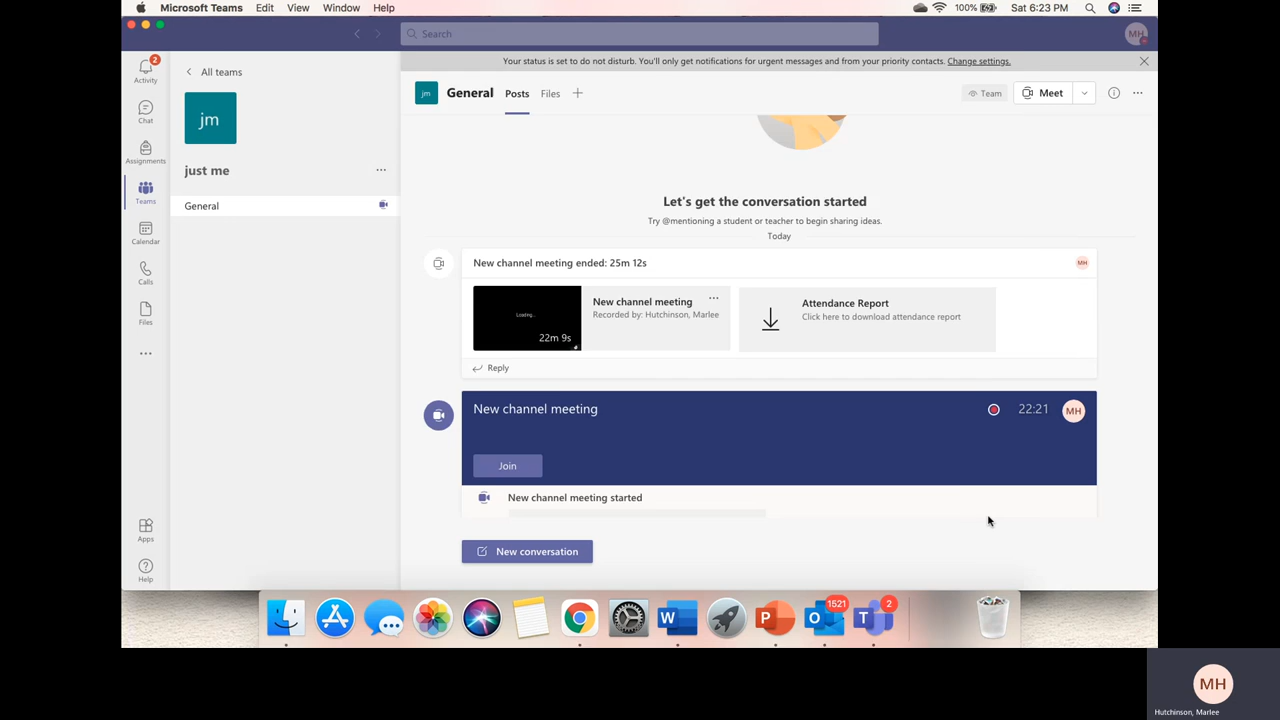 Microsoft Teams Edit View Window Help
100% Sat 6:23 PM
Search
MH
Your status is set to do not disturb. You'll only get notifications for urgent messages and from your priority contacts. Change settings.
2
Activity
Chat
Assignments
Teams
Calendar
Calls
Files
Apps
Help
All teams
jm
just me
General
jm General Posts Files Team Meet
Let's get the conversation started
Try @mentioning a student or teacher to begin sharing ideas.
Today
New channel meeting ended: 25m 12s
MH
Loading...
22m 9s
New channel meeting
Recorded by: Hutchinson, Marlee
Attendance Report
Click here to download attendance report
Reply
New channel meeting
22:21
MH
Join
New channel meeting started
New conversation
W
P
O
1521
T
2
MH
Hutchinson, Marlee